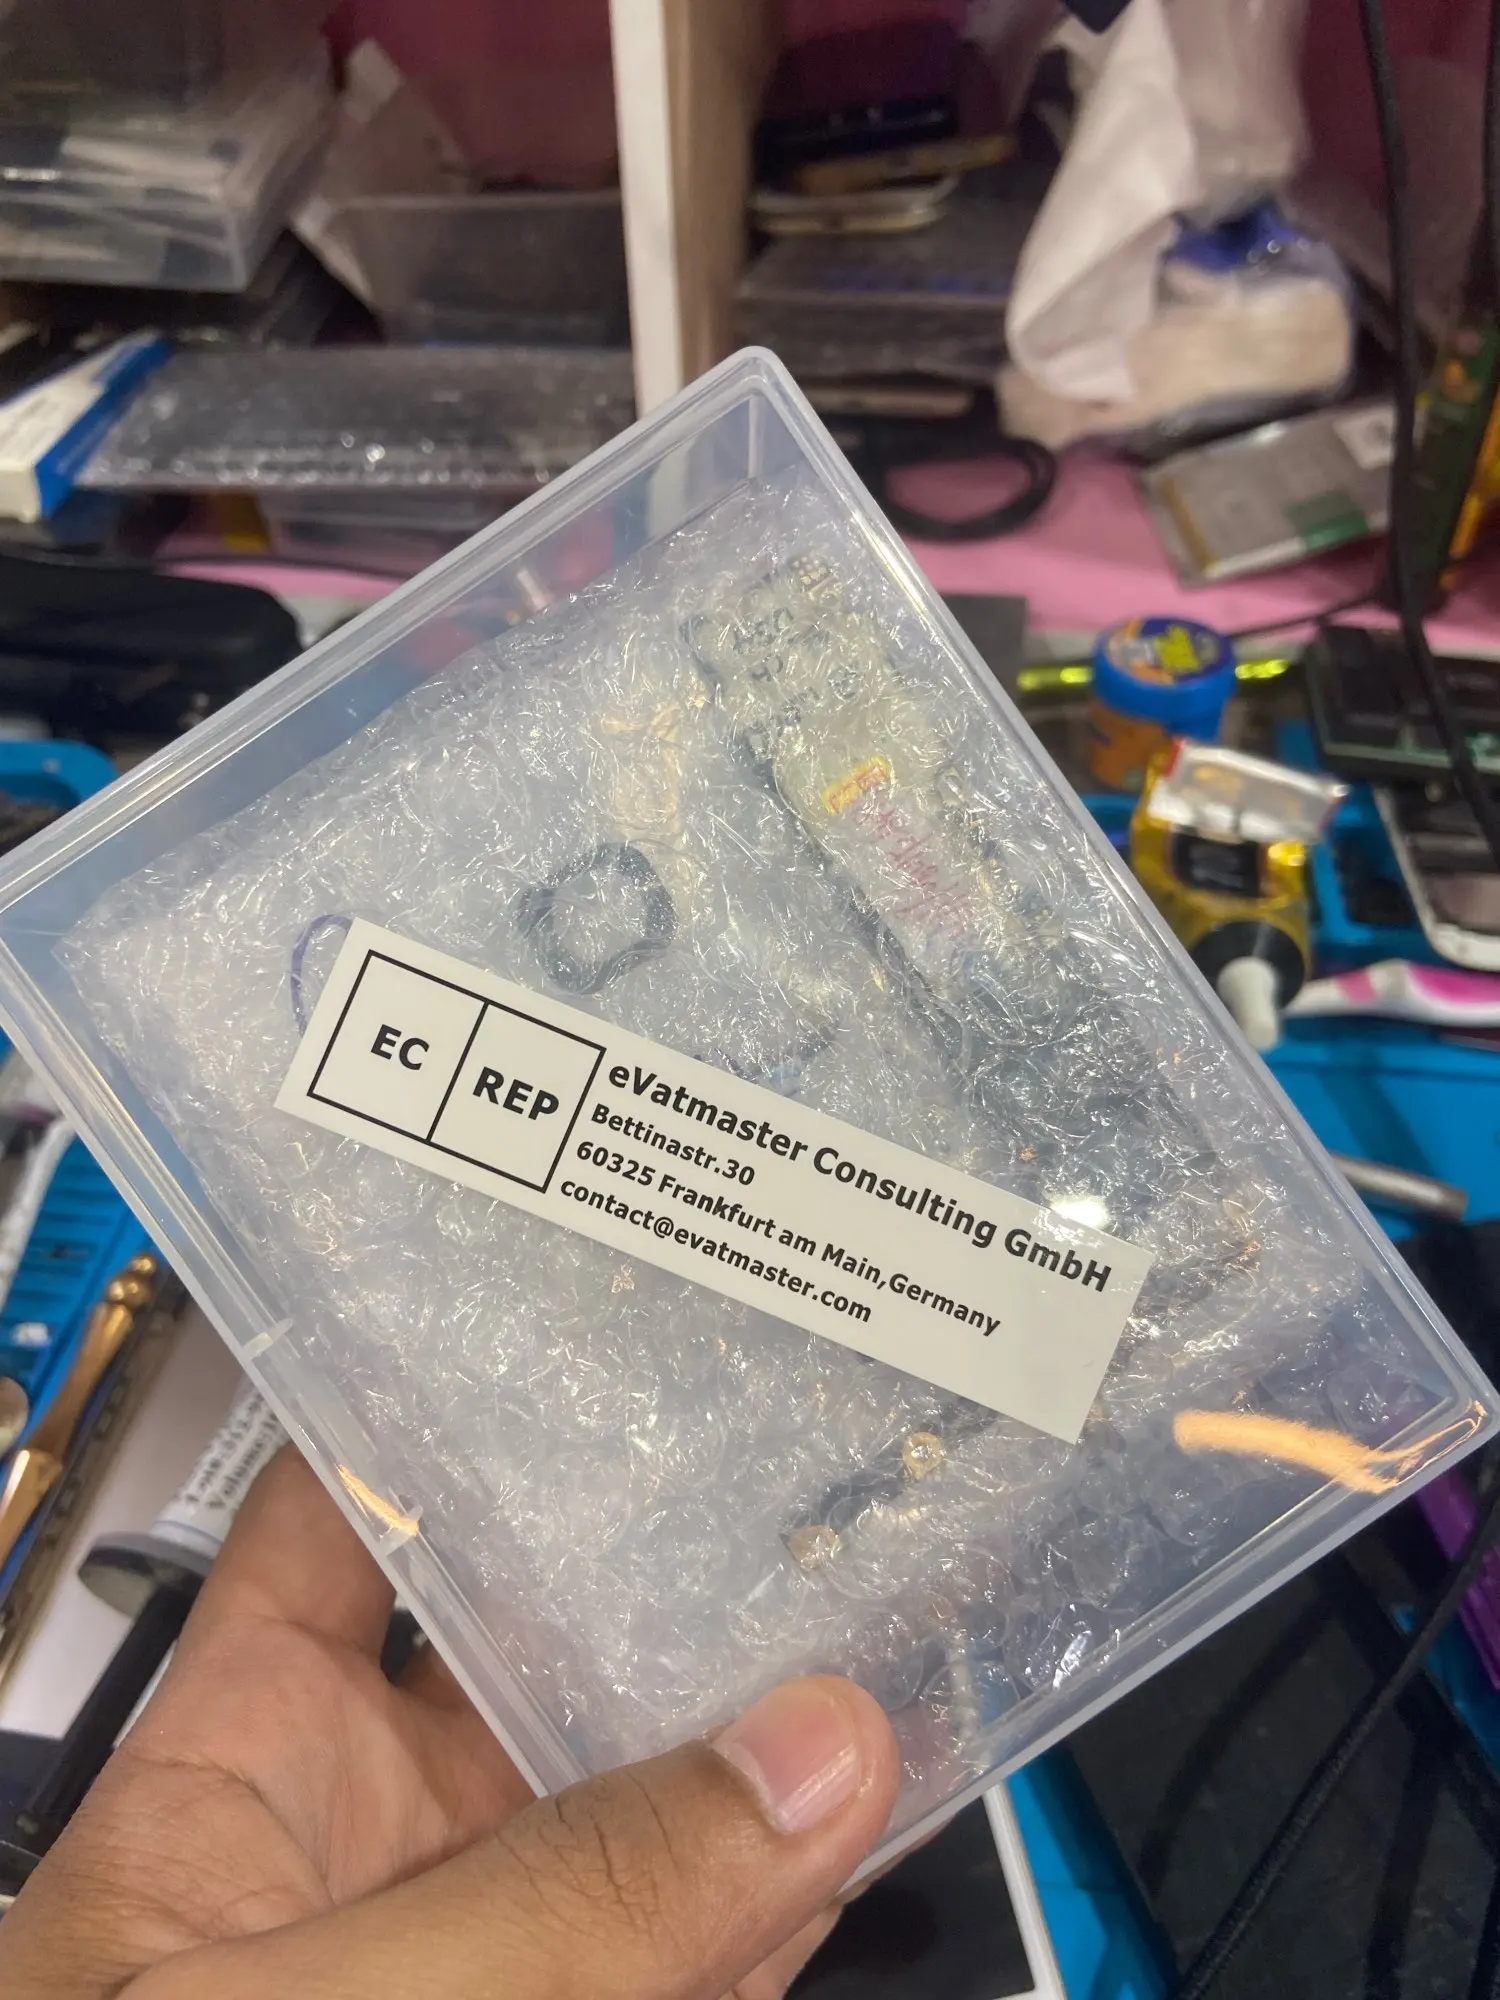 EC
REP
eVatmaster Consulting GmbH
Bettinastr.30
60325 Frankfurt am Main,Germany
contact@evatmaster.com